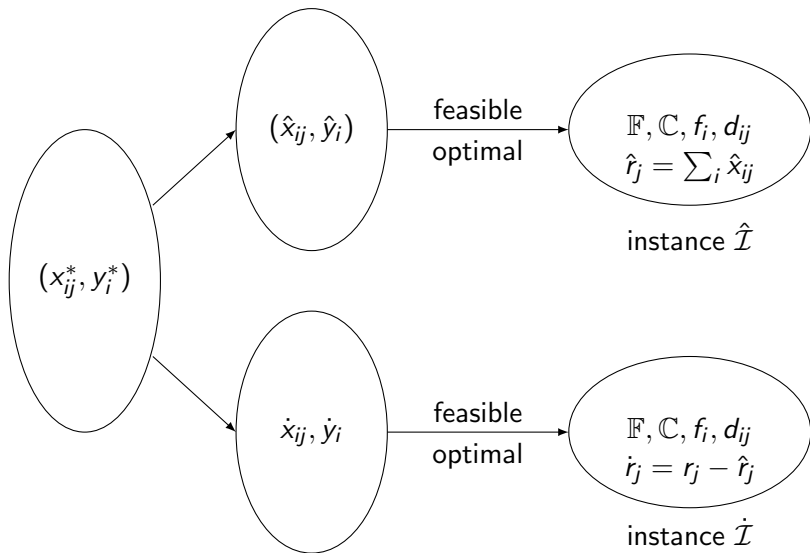 (x*_{ij}, y*_i)
(x̂_{ij}, ŷ_i)
feasible
optimal
𝔽, ℂ, f_i, d_{ij}
r̂_j = ∑_i x̂_{ij}
instance Î
ẋ_{ij}, ẏ_i
feasible
optimal
𝔽, ℂ, f_i, d_{ij}
ṙ_j = r_j − r̂_j
instance İ